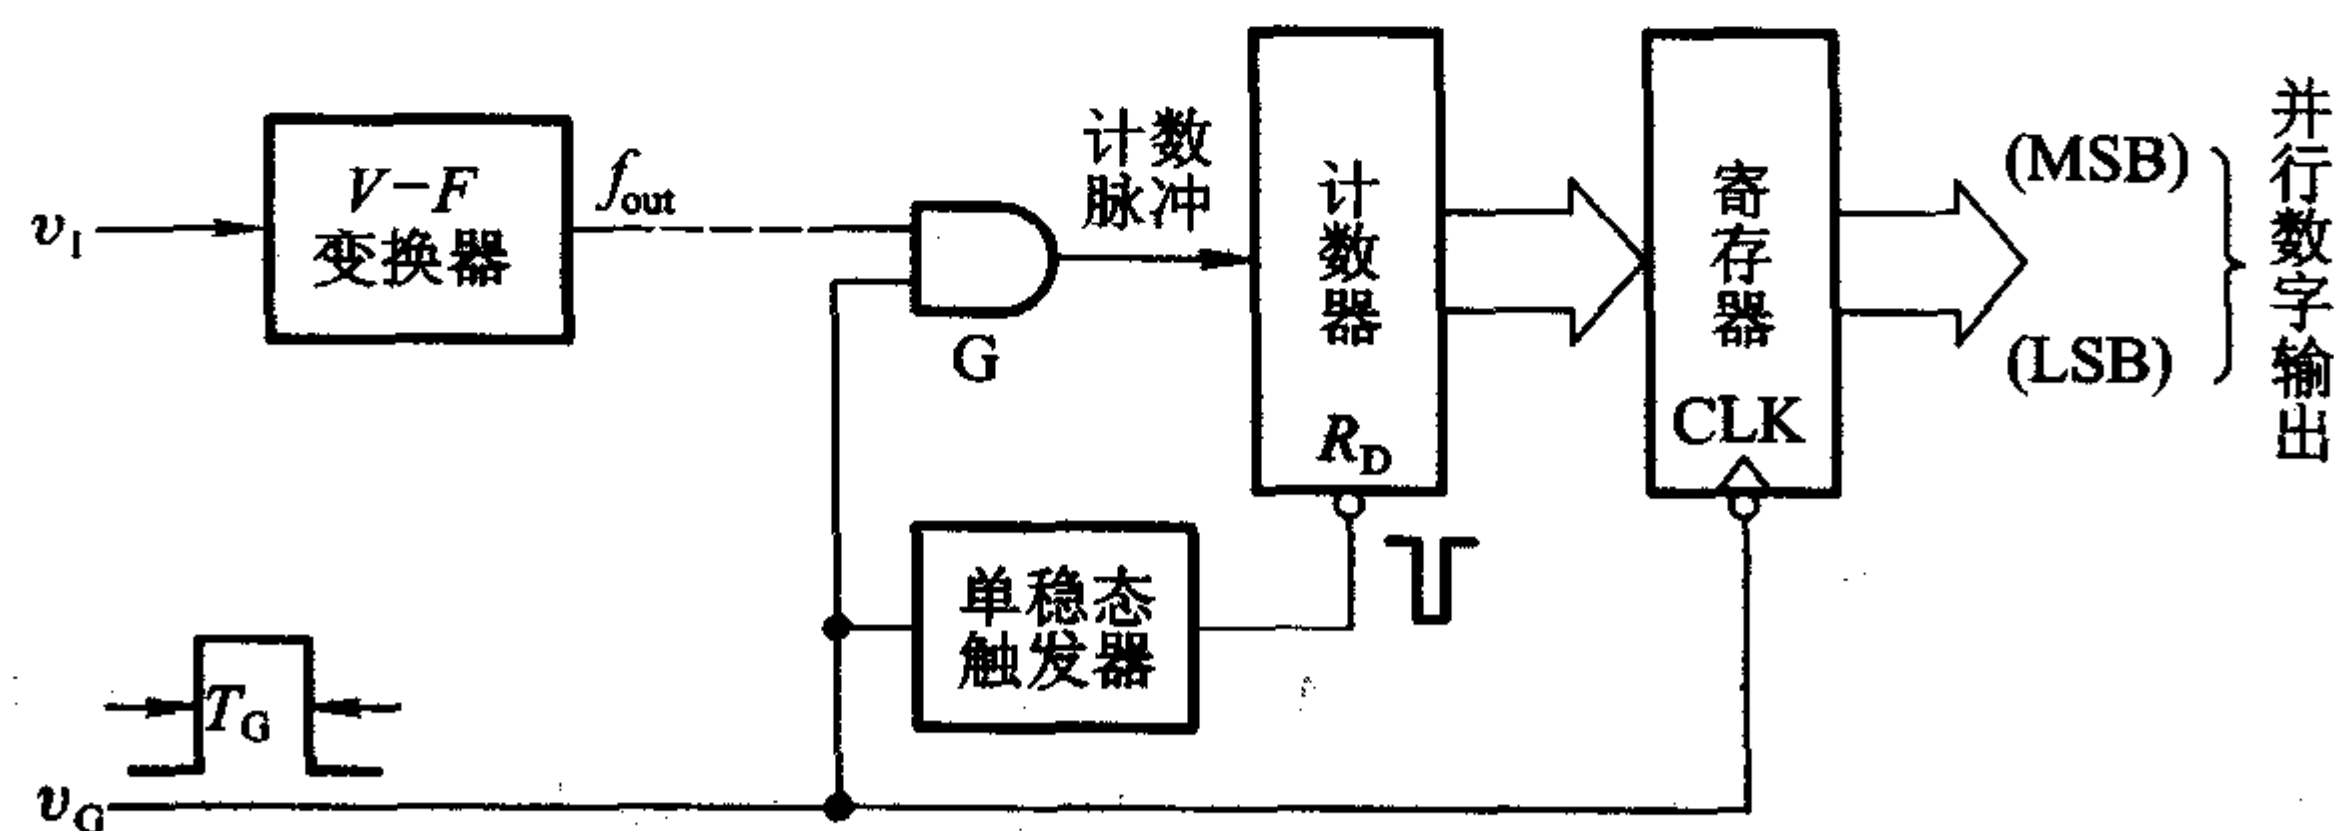 v_I
V-F
变换器
f_out
计数
脉冲
G
计数器
R_D
寄存器
CLK
(MSB)
(LSB)
并行数字输出
单稳态
触发器
T_G
v_G